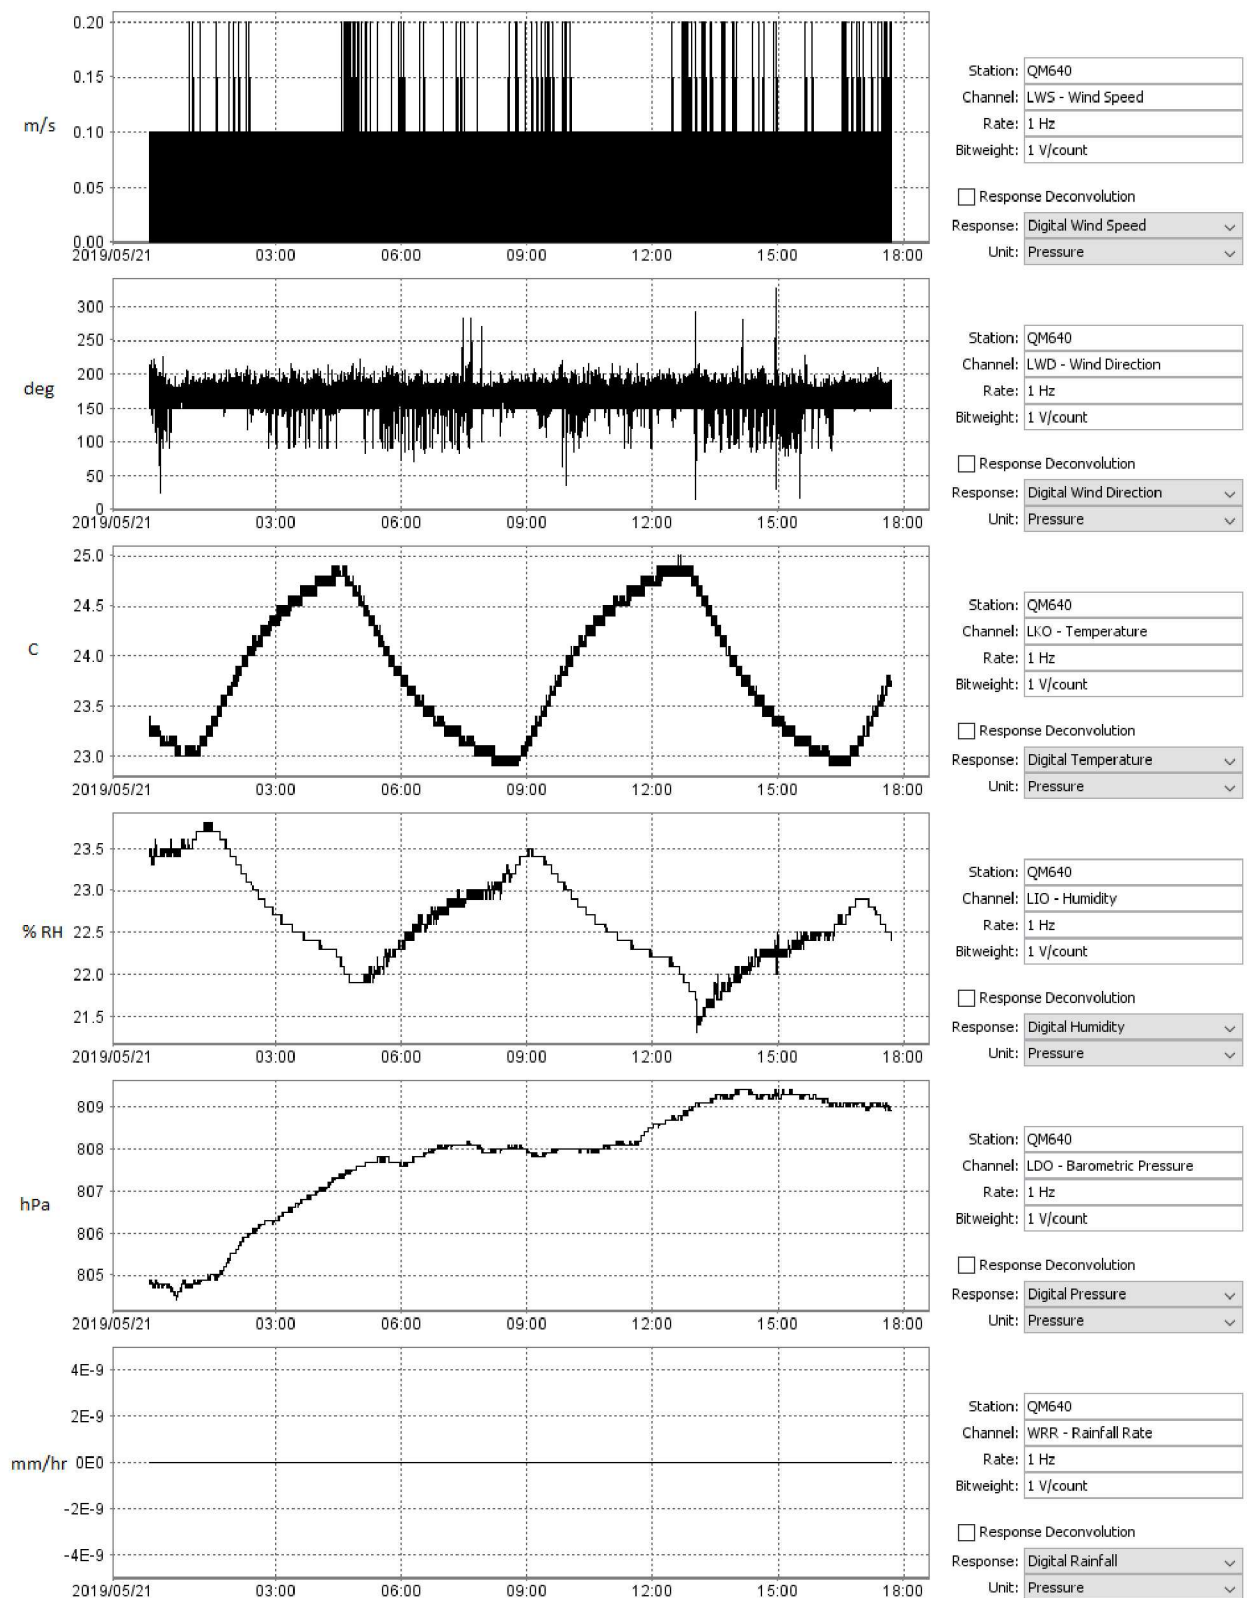 0.20
0.15
m/s
0.10
0.05
0.00
2019/05/21 03:00 06:00 09:00 12:00 15:00 18:00
Station: QM640
Channel: LWS - Wind Speed
Rate: 1 Hz
Bitweight: 1 V/count
Response Deconvolution
Response: Digital Wind Speed
Unit: Pressure
300
250
200
deg
150
100
50
0
2019/05/21 03:00 06:00 09:00 12:00 15:00 18:00
Station: QM640
Channel: LWD - Wind Direction
Rate: 1 Hz
Bitweight: 1 V/count
Response Deconvolution
Response: Digital Wind Direction
Unit: Pressure
25.0
24.5
C
24.0
23.5
23.0
2019/05/21 03:00 06:00 09:00 12:00 15:00 18:00
Station: QM640
Channel: LKO - Temperature
Rate: 1 Hz
Bitweight: 1 V/count
Response Deconvolution
Response: Digital Temperature
Unit: Pressure
23.5
23.0
% RH 22.5
22.0
21.5
2019/05/21 03:00 06:00 09:00 12:00 15:00 18:00
Station: QM640
Channel: LIO - Humidity
Rate: 1 Hz
Bitweight: 1 V/count
Response Deconvolution
Response: Digital Humidity
Unit: Pressure
809
808
807
hPa
806
805
2019/05/21 03:00 06:00 09:00 12:00 15:00 18:00
Station: QM640
Channel: LDO - Barometric Pressure
Rate: 1 Hz
Bitweight: 1 V/count
Response Deconvolution
Response: Digital Pressure
Unit: Pressure
4E-9
2E-9
mm/hr 0E0
-2E-9
-4E-9
2019/05/21 03:00 06:00 09:00 12:00 15:00 18:00
Station: QM640
Channel: WRR - Rainfall Rate
Rate: 1 Hz
Bitweight: 1 V/count
Response Deconvolution
Response: Digital Rainfall
Unit: Pressure